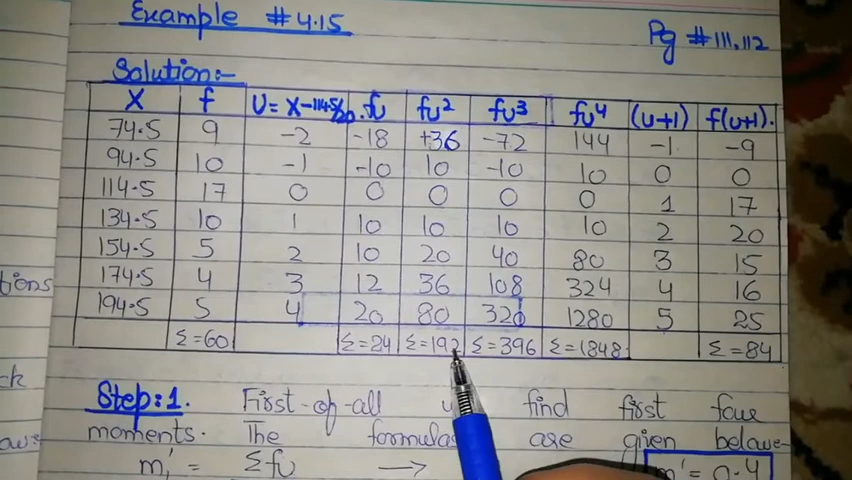 Example #4.15
Pg #111,112
Solution:-
X f U= X-114.5/20 fu fu² fu³ fu⁴ (u+1) f(u+1).
74.5 9 -2 -18 +36 -72 144 -1 -9
94.5 10 -1 -10 10 -10 10 0 0
114.5 17 0 0 0 0 0 1 17
134.5 10 1 10 10 10 10 2 20
154.5 5 2 10 20 40 80 3 15
174.5 4 3 12 36 108 324 4 16
194.5 5 4 20 80 320 1280 5 25
Σ=60 Σ=24 Σ=192 Σ=396 Σ=1848 Σ=84
Step:1. First-of-all find first four
moments. The formulas are given below-
m₁' = Σfu → m' = 0.4